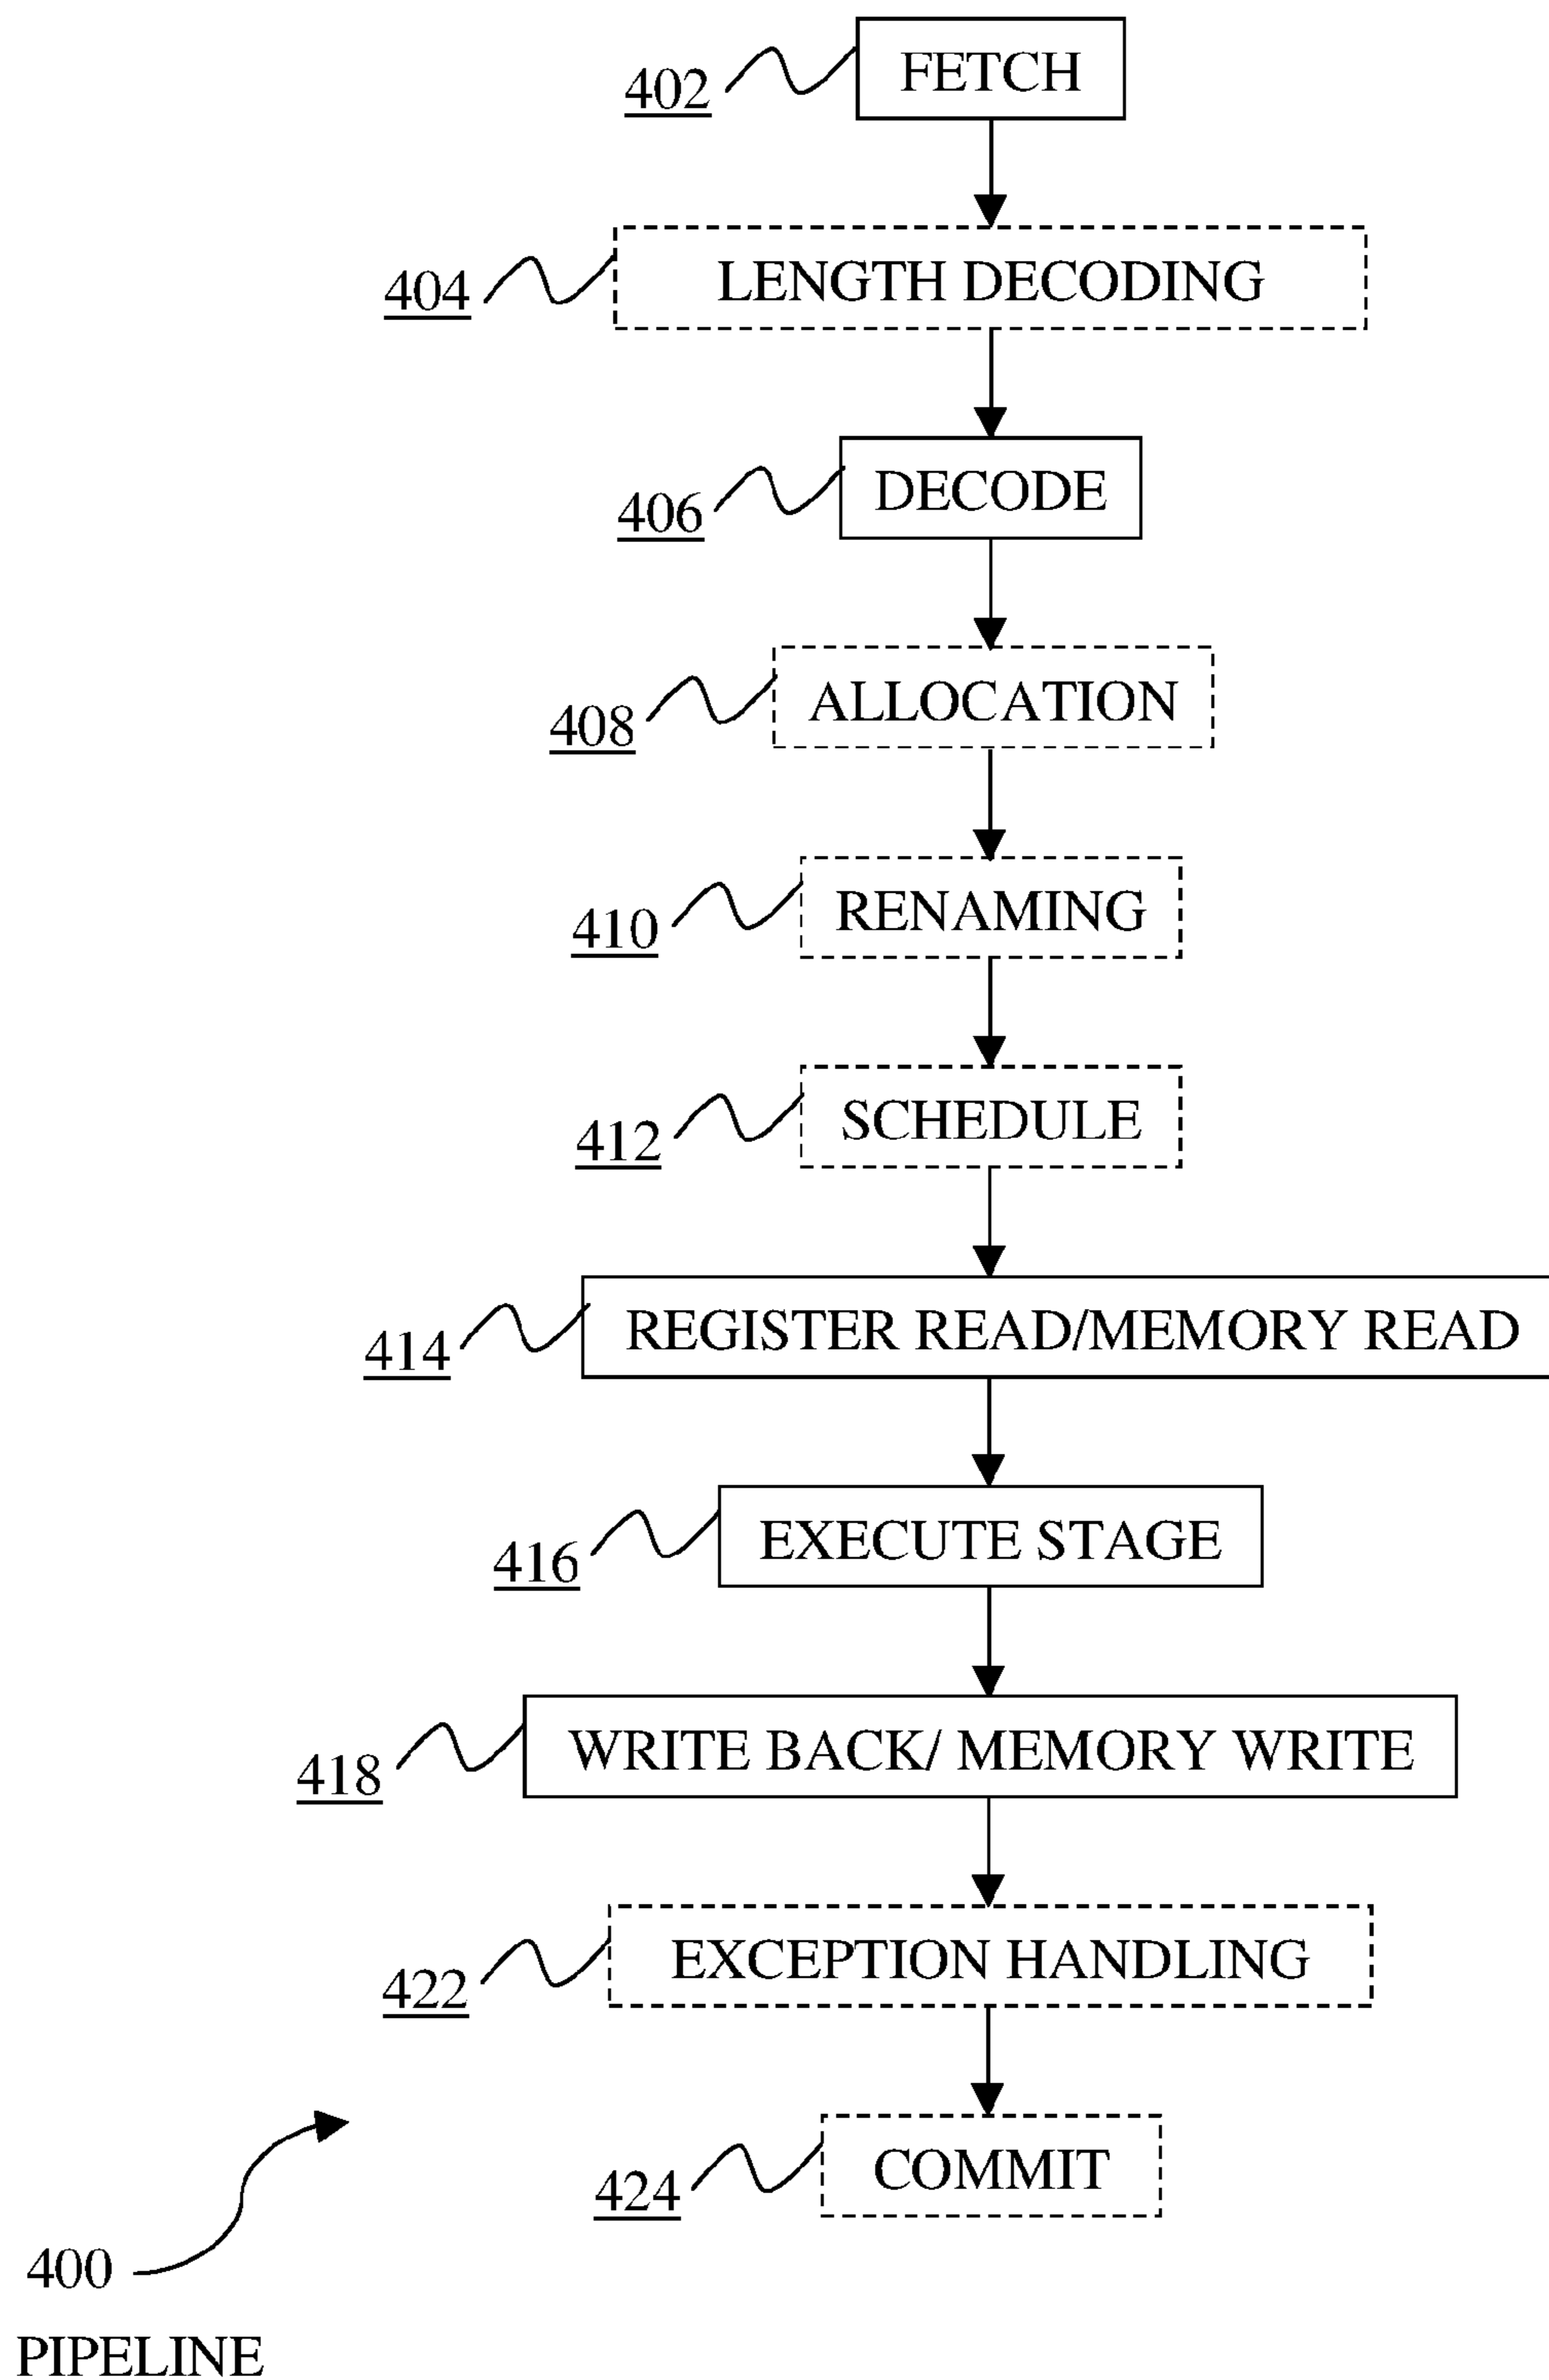 FETCH
402
LENGTH DECODING
404
DECODE
406
ALLOCATION
408
RENAMING
410
SCHEDULE
412
REGISTER READ/MEMORY READ
414
EXECUTE STAGE
416
WRITE BACK/ MEMORY WRITE
418
EXCEPTION HANDLING
422
COMMIT
424
400
PIPELINE